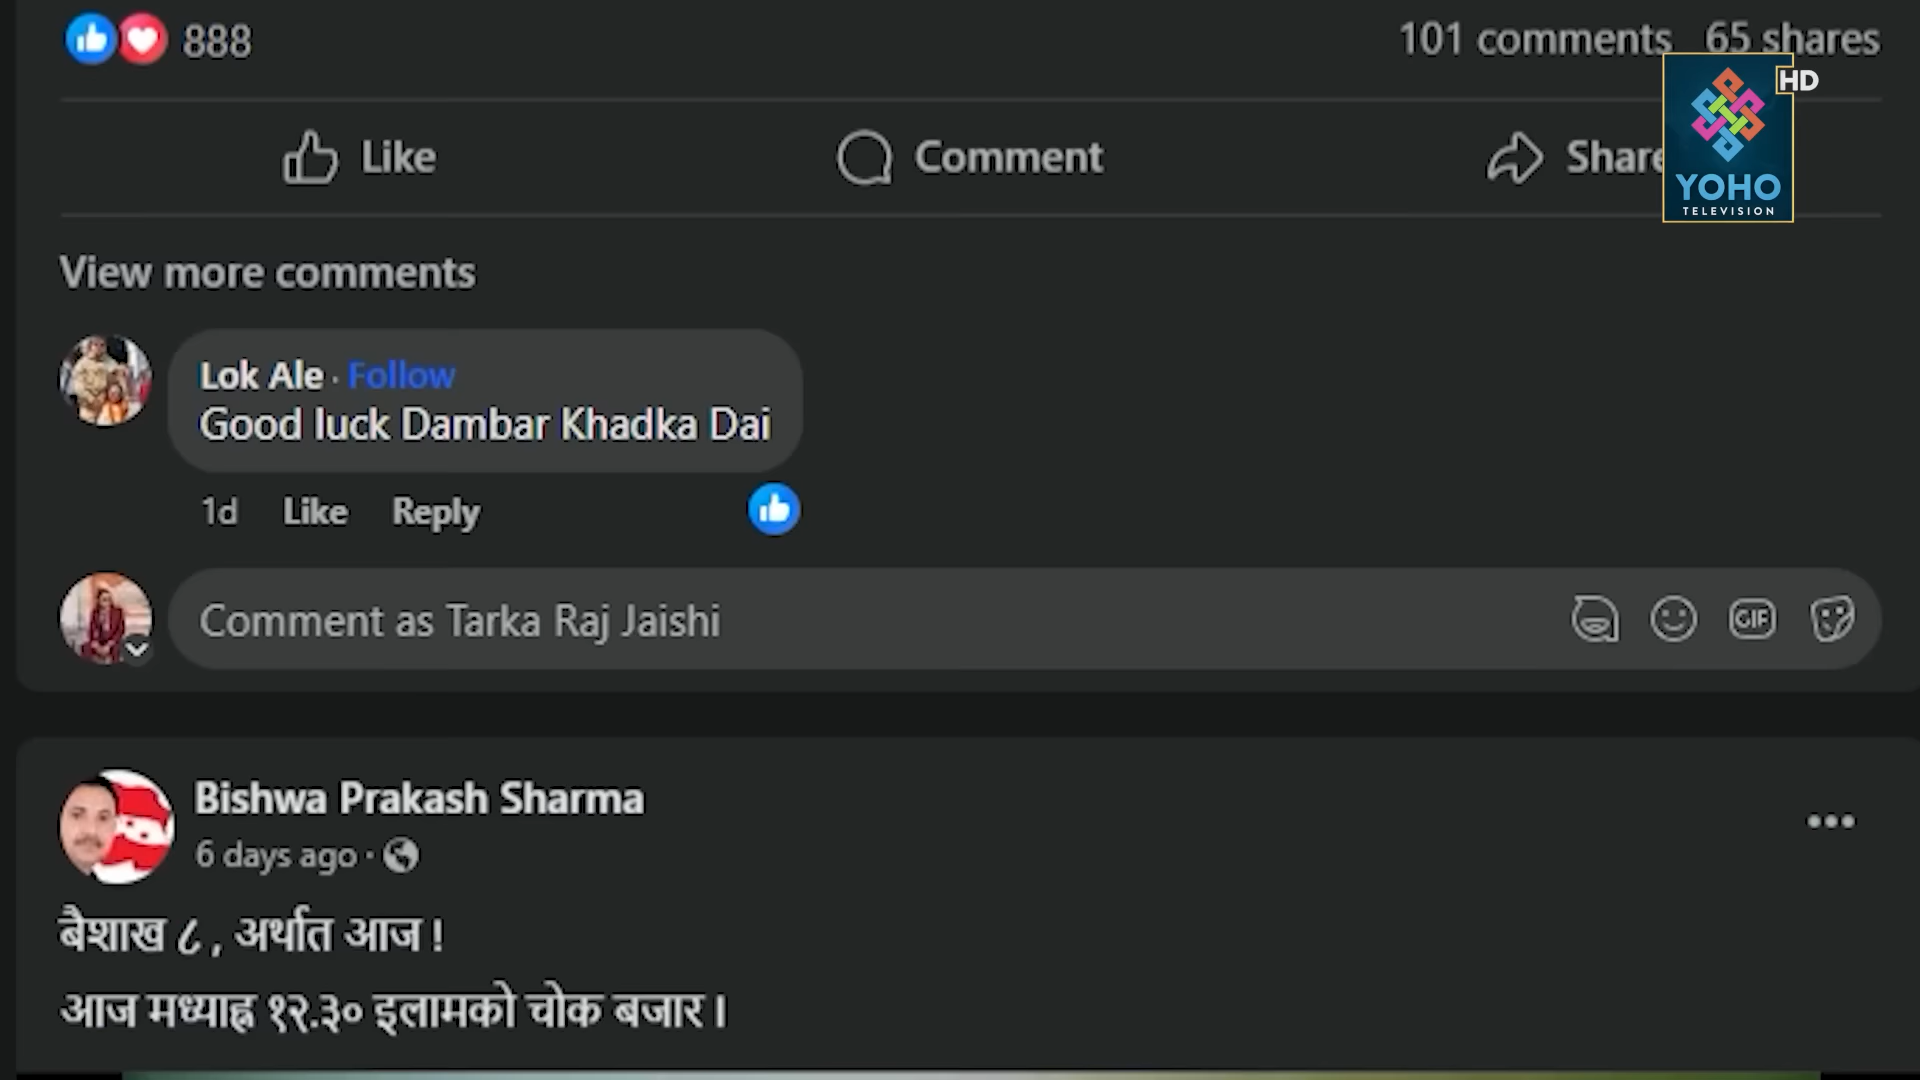 888
101 comments 65 shares
HD
Like
Comment
Share
YOHO
TELEVISION
View more comments
Lok Ale · Follow
Good luck Dambar Khadka Dai
1d Like Reply
Comment as Tarka Raj Jaishi
GIF
Bishwa Prakash Sharma
6 days ago ·
बैशाख ८ , अर्थात आज !
आज मध्याह्न १२.३० इलामको चोक बजार ।